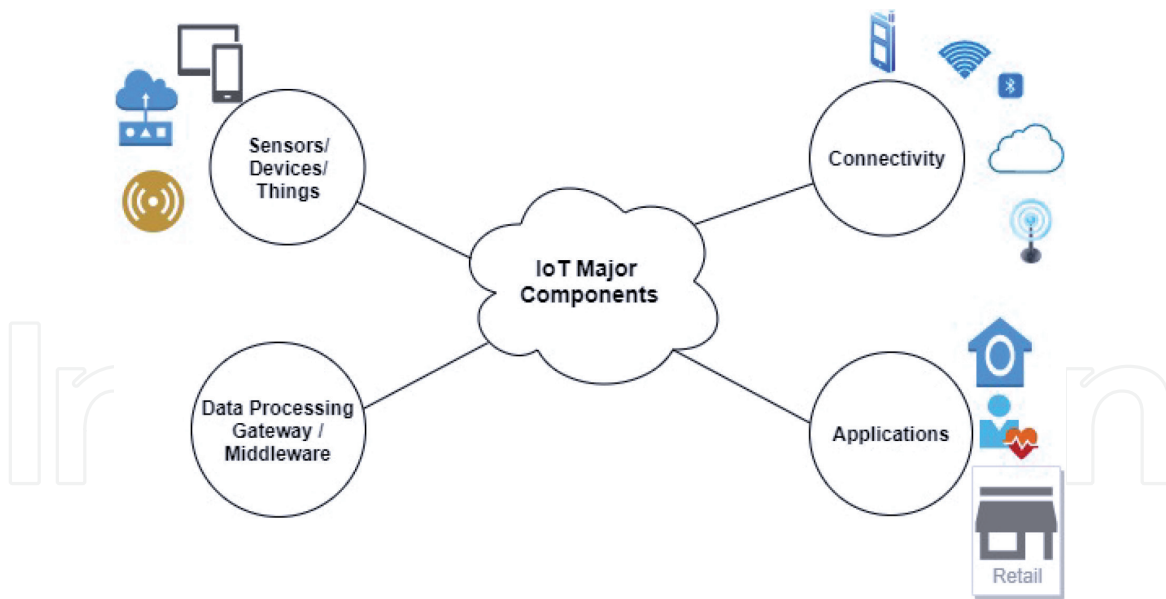 Sensors/
Devices/
Things
Connectivity
IoT Major
Components
Data Processing
Gateway /
Middleware
Applications
Retail